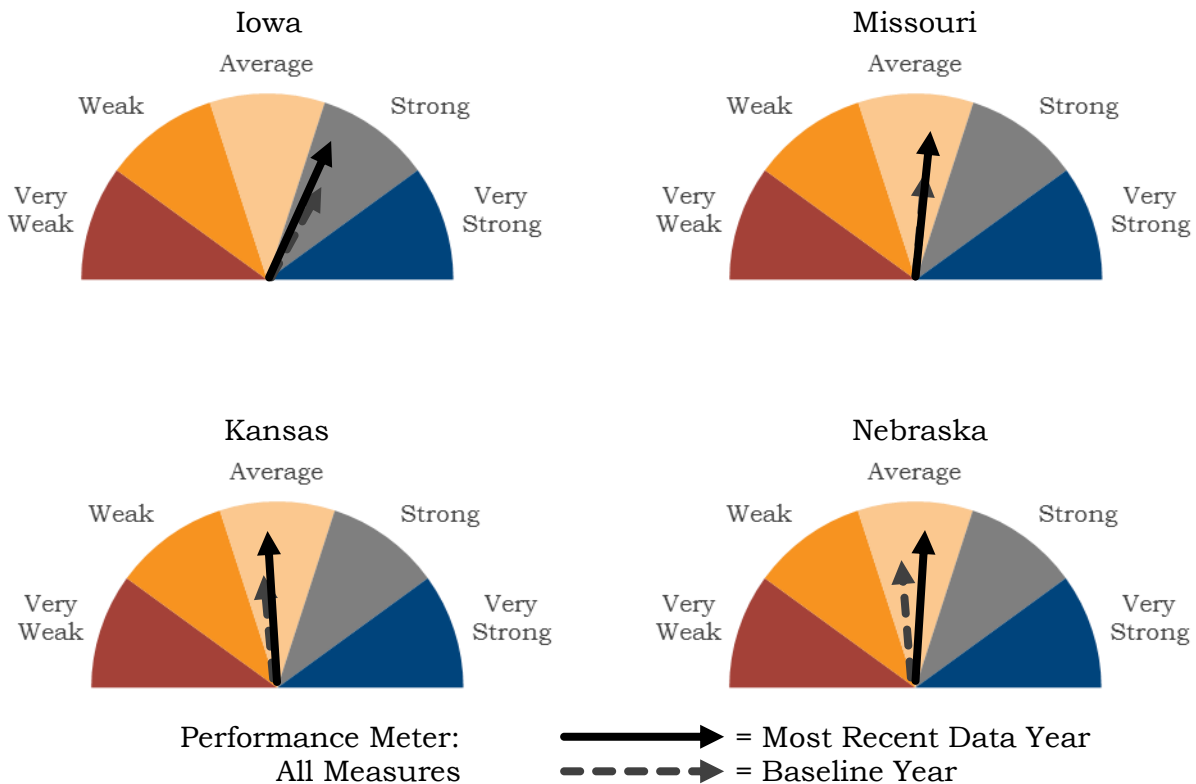 Iowa
Average
Weak
Strong
Very
Weak
Very
Strong
Missouri
Average
Weak
Strong
Very
Weak
Very
Strong
Kansas
Average
Weak
Strong
Very
Weak
Very
Strong
Nebraska
Average
Weak
Strong
Very
Weak
Very
Strong
Performance Meter: = Most Recent Data Year
All Measures = Baseline Year